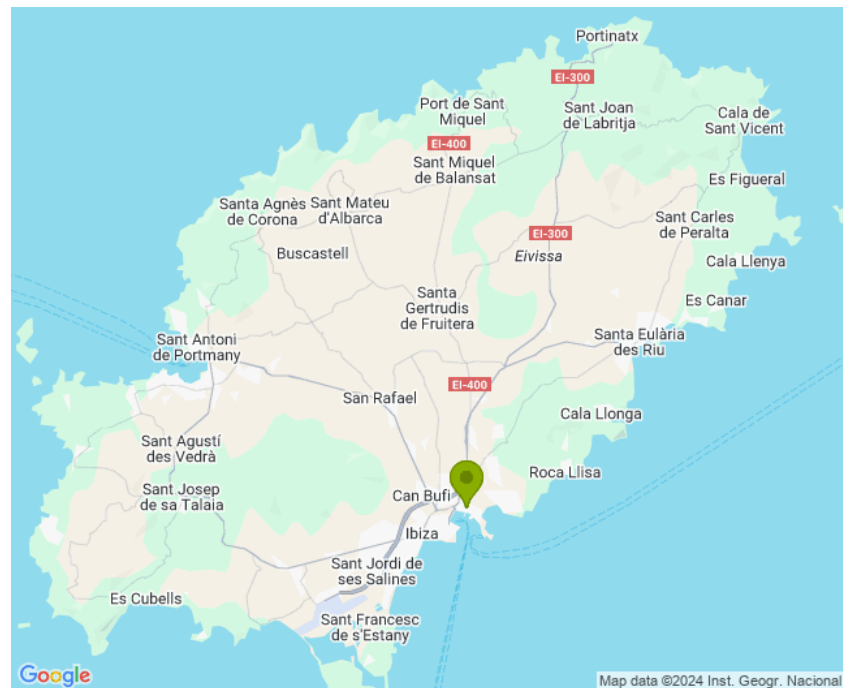 Portinatx
EI-300
Port de Sant
Miquel
Sant Joan
de Labritja
Cala de
Sant Vicent
EI-400
Sant Miquel
de Balansat
Es Figueral
Santa Agnès
de Corona
Sant Mateu
d'Albarca
Sant Carles
de Peralta
EI-300
Buscastell
Eivissa
Cala Llenya
Santa
Gertrudis
de Fruitera
Es Canar
Sant Antoni
de Portmany
Santa Eulària
des Riu
EI-400
San Rafael
Cala Llonga
Sant Agustí
des Vedrà
Roca Llisa
Sant Josep
de sa Talaia
Can Bufí
Ibiza
Sant Jordi de
ses Salines
Es Cubells
Sant Francesc
de s'Estany
Google
Map data ©2024 Inst. Geogr. Nacional